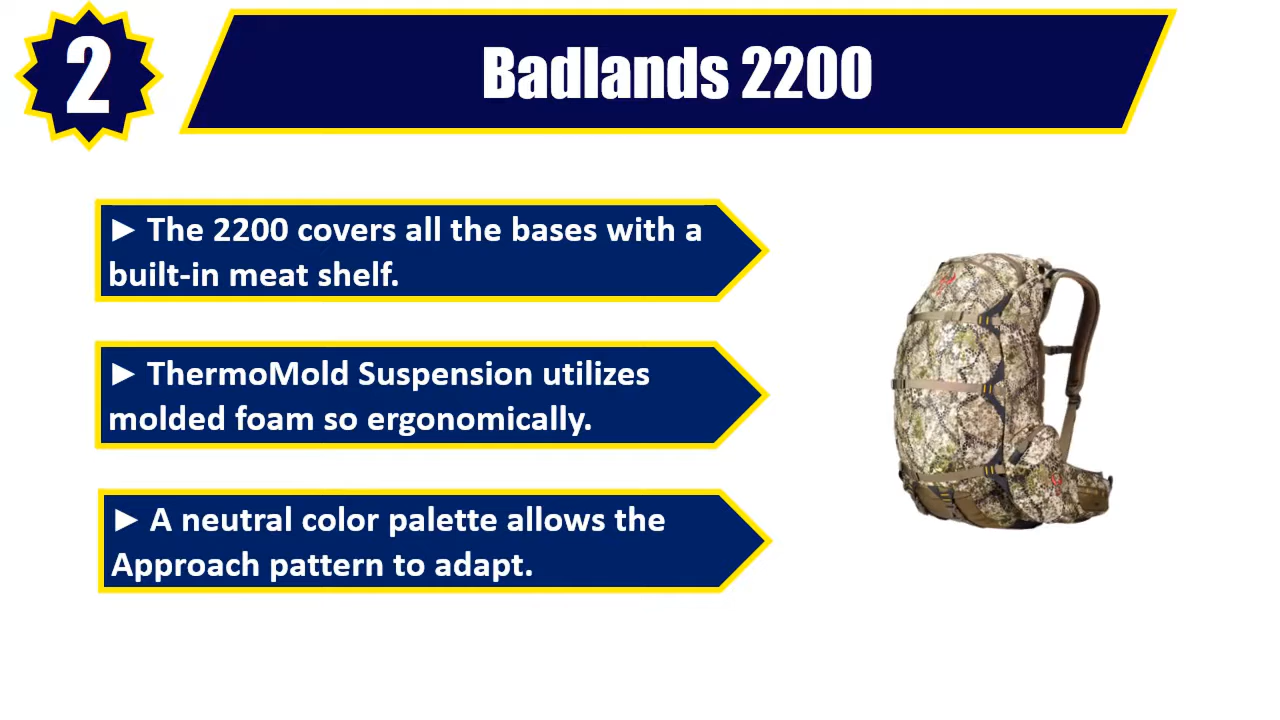 2
Badlands 2200
► The 2200 covers all the bases with a
built-in meat shelf.
► ThermoMold Suspension utilizes
molded foam so ergonomically.
► A neutral color palette allows the
Approach pattern to adapt.